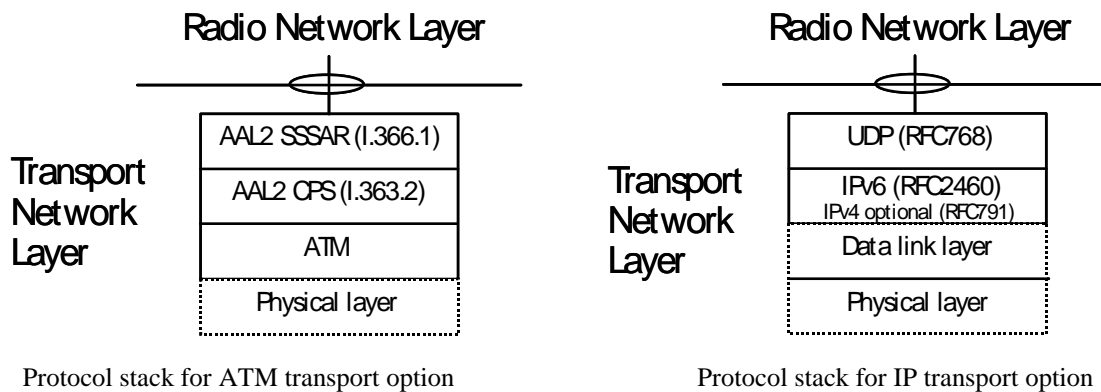 Radio Network Layer
AAL2 SSSAR (I.366.1)
Transport
Network
Layer
AAL2 CPS (I.363.2)
ATM
Physical layer
Protocol stack for ATM transport option
Radio Network Layer
UDP (RFC768)
Transport
Network
Layer
IPv6 (RFC2460)
IPv4 optional (RFC791)
Data link layer
Physical layer
Protocol stack for IP transport option